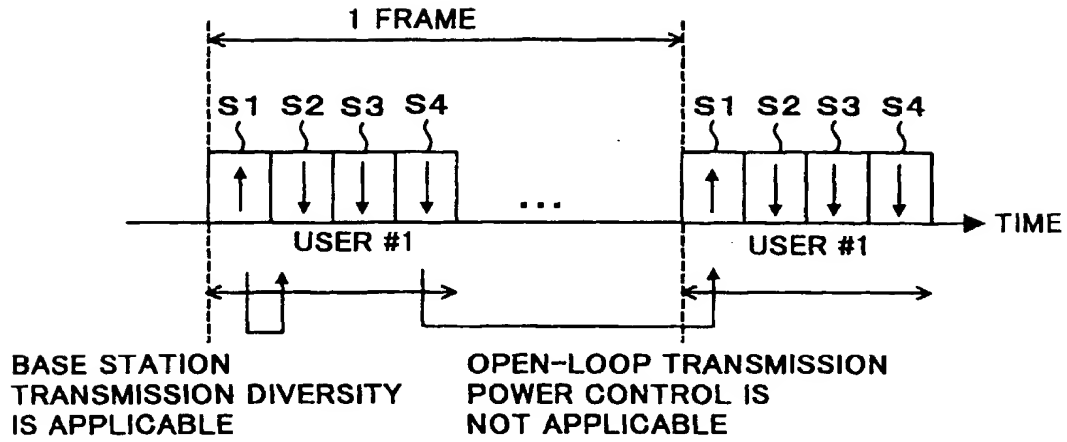 1 FRAME
S1 S2 S3 S4 S1 S2 S3 S4
...
TIME
USER #1 USER #1
BASE STATION
TRANSMISSION DIVERSITY
IS APPLICABLE
OPEN-LOOP TRANSMISSION
POWER CONTROL IS
NOT APPLICABLE